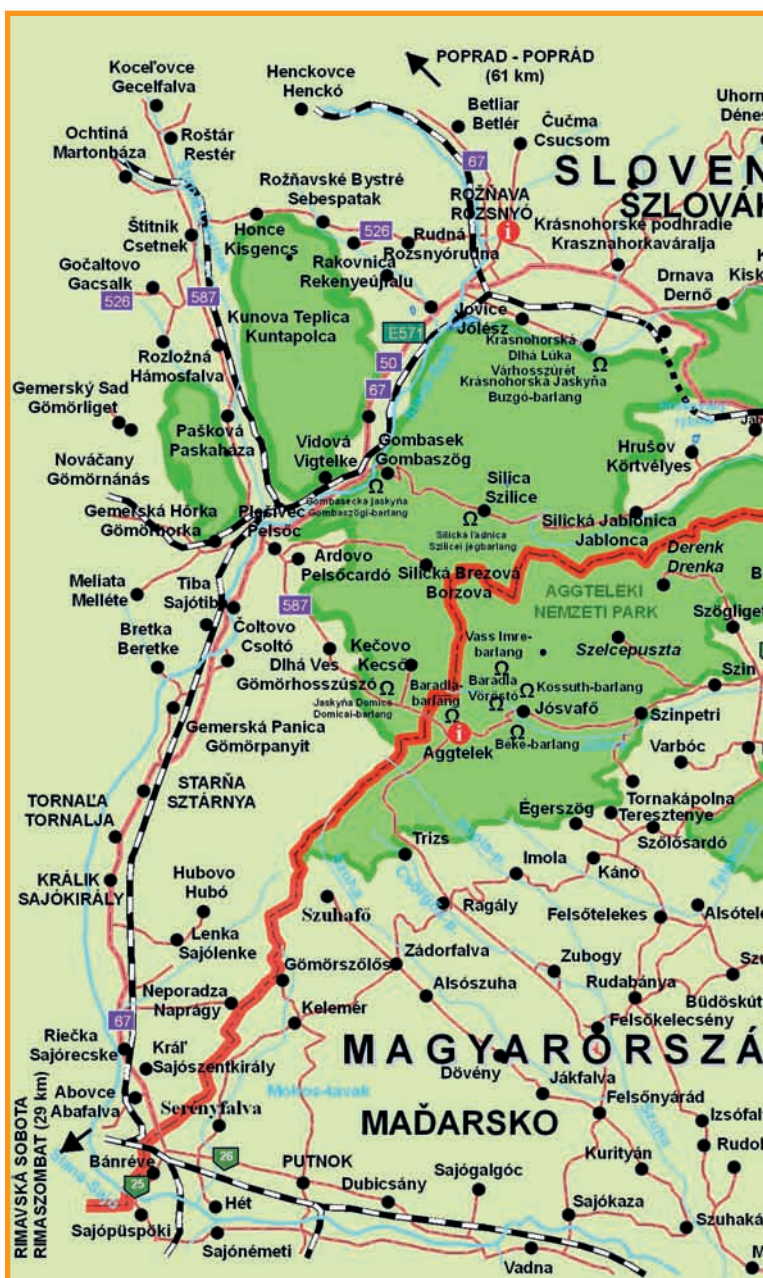 POPRAD - POPRÁD
(61 km)
Koceľovce
Gecelfalva
Henckovce
Henckó
Betliar
Betlér
Čučma
Csucsom
Ochtiná
Martonháza
Roštár
Restér
67
SLOVEN
SZLOVÁK
Rožňavské Bystré
Sebespatak
ROŽŇAVA
ROZSNYÓ
i
Štítnik
Csetnek
Honce
Kisgencs
526
Rudná
Rozsnyórudna
Krásnohorské podhradie
Krasznahorkaváralja
Gočaltovo
Gacsalk
Rakovnica
Rekenyeújfalu
Drnava
Dernő
526
587
Kunova Teplica
Kuntapolca
E571
Jovice
Jólész
Krásnohorská
Dlhá Lúka
Várhosszúrét
Krásnohorská Jaskyňa
Buzgó-barlang
Rozložná
Hámosfalva
50
67
Gemerský Sad
Gömörliget
Pašková
Paskaháza
Vidová
Vigtelke
Gombasek
Gombaszög
Hrušov
Körtvélyes
Nováčany
Gömörnánás
Gombasecká jaskyňa
Gombaszögi-barlang
Silica
Szilice
Gemerská Hôrka
Gömörhorka
Plešivec
Pelsőc
Silická ľadnica
Szilicei jégbarlang
Silická Jablonica
Jablonca
Ardovo
Pelsőcardó
Silická Brezová
Borzova
Derenk
Drenka
Meliata
Melléte
Tiba
Sajótiba
587
AGGTELEKI
NEMZETI PARK
Szögliget
Bretka
Beretke
Čoltovo
Csoltó
Kečovo
Kecső
Vass Imre-
barlang
Szelcepuszta
Dlhá Ves
Gömörhosszúszó
Baradla-
barlang
Baradla
Vöröstó
Kossuth-barlang
Szin
Jaskyňa Domica
Domicai-barlang
Jósvafő
Szinpetri
Gemerská Panica
Gömörpanyit
i
Aggtelek
Béke-barlang
Varbóc
STARŇA
SZTÁRNYA
Tornakápolna
TORNAĽA
TORNALJA
Égerszög
Teresztenye
Szőlősardó
Trizs
KRÁLIK
SAJÓKIRÁLY
Hubovo
Hubó
Imola
Kánó
Szuha
Szuhafő
Ragály
Felsőtelekes
Lenka
Sajólenke
Zádorfalva
Zubogy
Gömörszőlős
Alsószuha
Rudabánya
Neporadza
Naprágy
Kelemér
Felsőkelecsény
67
Riečka
Sajórecske
Kráľ
Sajószentkirály
MAGYARORSZÁ
Dövény
Jákfalva
Abovce
Abafalva
Mohos-tavak
Serényfalva
MAĎARSKO
Felsőnyárád
Szuha
RIMAVSKÁ SOBOTA
RIMASZOMBAT (29 km)
Bánréve
26
25
PUTNOK
Sajógalgóc
Kurityán
Hét
Dubicsány
Sajókaza
Sajópüspöki
Sajónémeti
Vadna